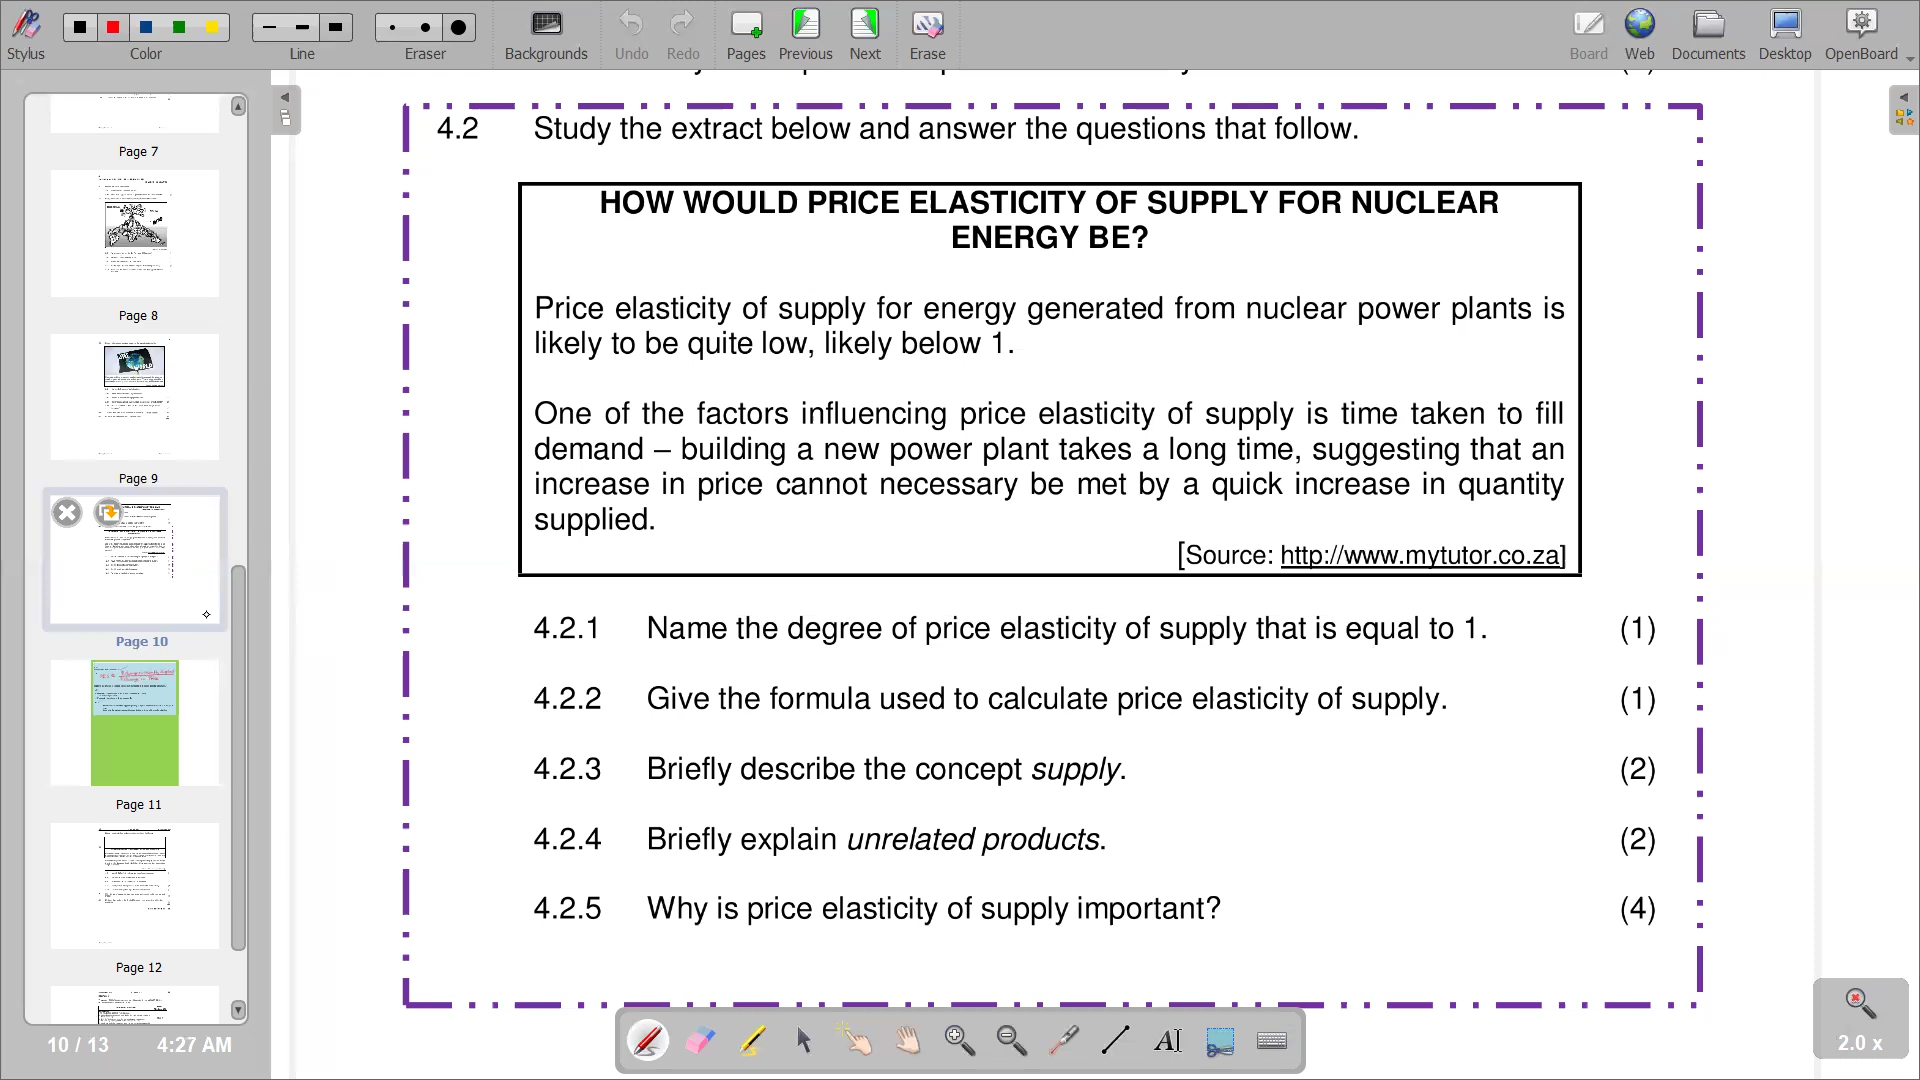 Stylus
Color
Line
Eraser
Backgrounds
Undo
Redo
Pages
Previous
Next
Erase
Board
Web
Documents
Desktop
OpenBoard
Page 7
Page 8
Page 9
Page 10
Page 11
Page 12
10 / 13
4:27 AM
4.2 Study the extract below and answer the questions that follow.
HOW WOULD PRICE ELASTICITY OF SUPPLY FOR NUCLEAR
ENERGY BE?
Price elasticity of supply for energy generated from nuclear power plants is
likely to be quite low, likely below 1.
One of the factors influencing price elasticity of supply is time taken to fill
demand – building a new power plant takes a long time, suggesting that an
increase in price cannot necessary be met by a quick increase in quantity
supplied.
[Source: http://www.mytutor.co.za]
4.2.1 Name the degree of price elasticity of supply that is equal to 1. (1)
4.2.2 Give the formula used to calculate price elasticity of supply. (1)
4.2.3 Briefly describe the concept supply. (2)
4.2.4 Briefly explain unrelated products. (2)
4.2.5 Why is price elasticity of supply important? (4)
2.0 x